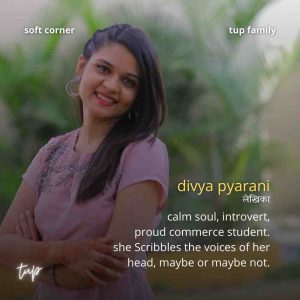 soft corner
tup family
divya pyarani
लेखिका
calm soul, introvert,
proud commerce student.
she Scribbles the voices of her
head, maybe or maybe not.
tup